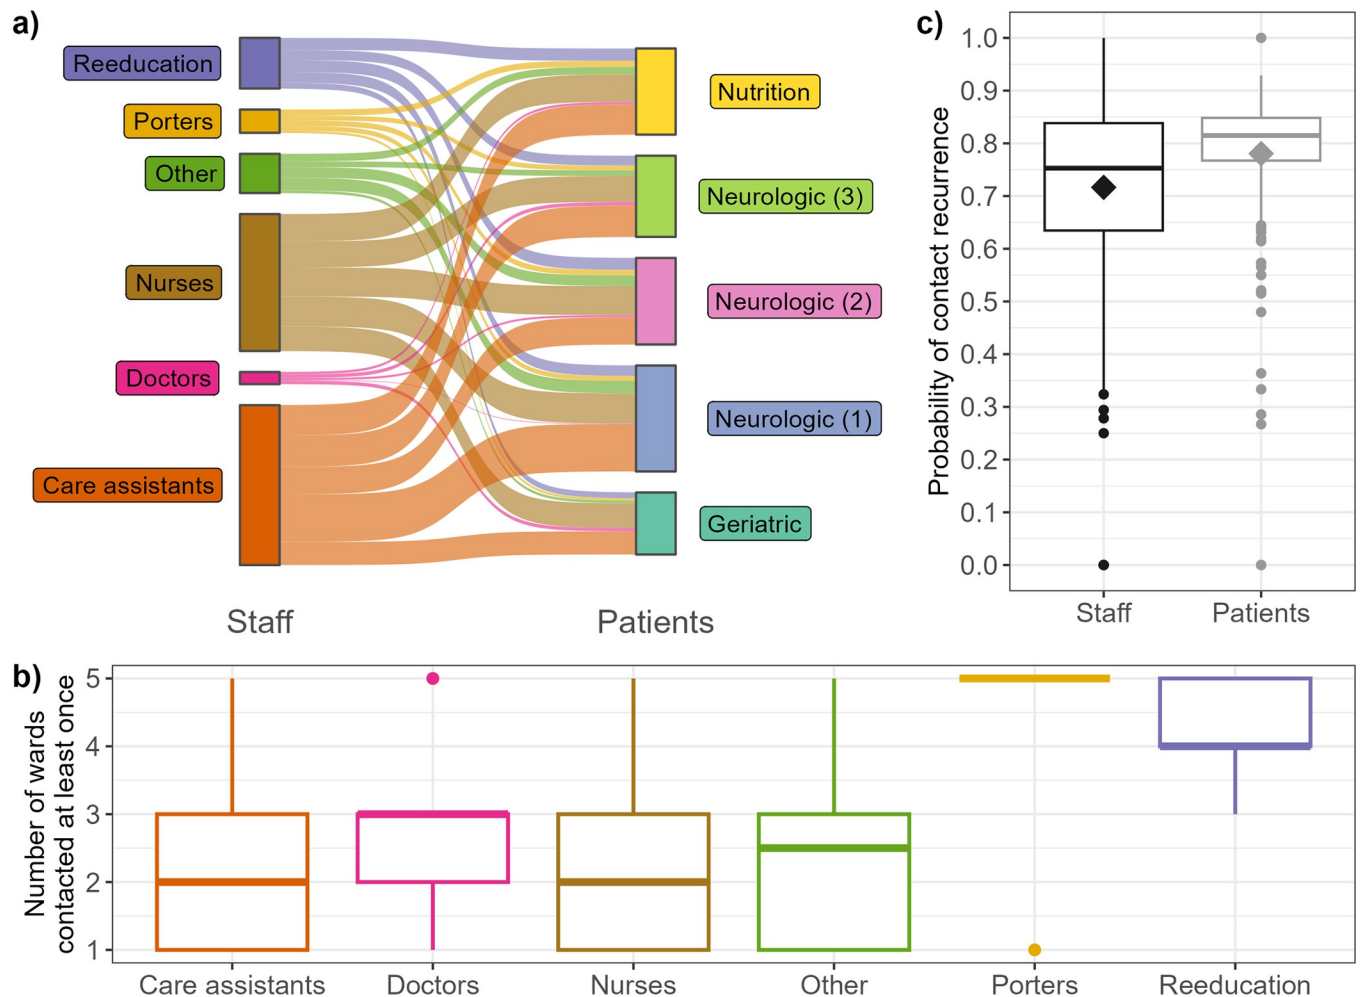 a)
Reeducation
Porters
Other
Nurses
Doctors
Care assistants
Nutrition
Neurologic (3)
Neurologic (2)
Neurologic (1)
Geriatric
Staff
Patients
c)
Probability of contact recurrence
1.0
0.9
0.8
0.7
0.6
0.5
0.4
0.3
0.2
0.1
0.0
Staff
Patients
b)
Number of wards
contacted at least once
5
4
3
2
1
Care assistants
Doctors
Nurses
Other
Porters
Reeducation